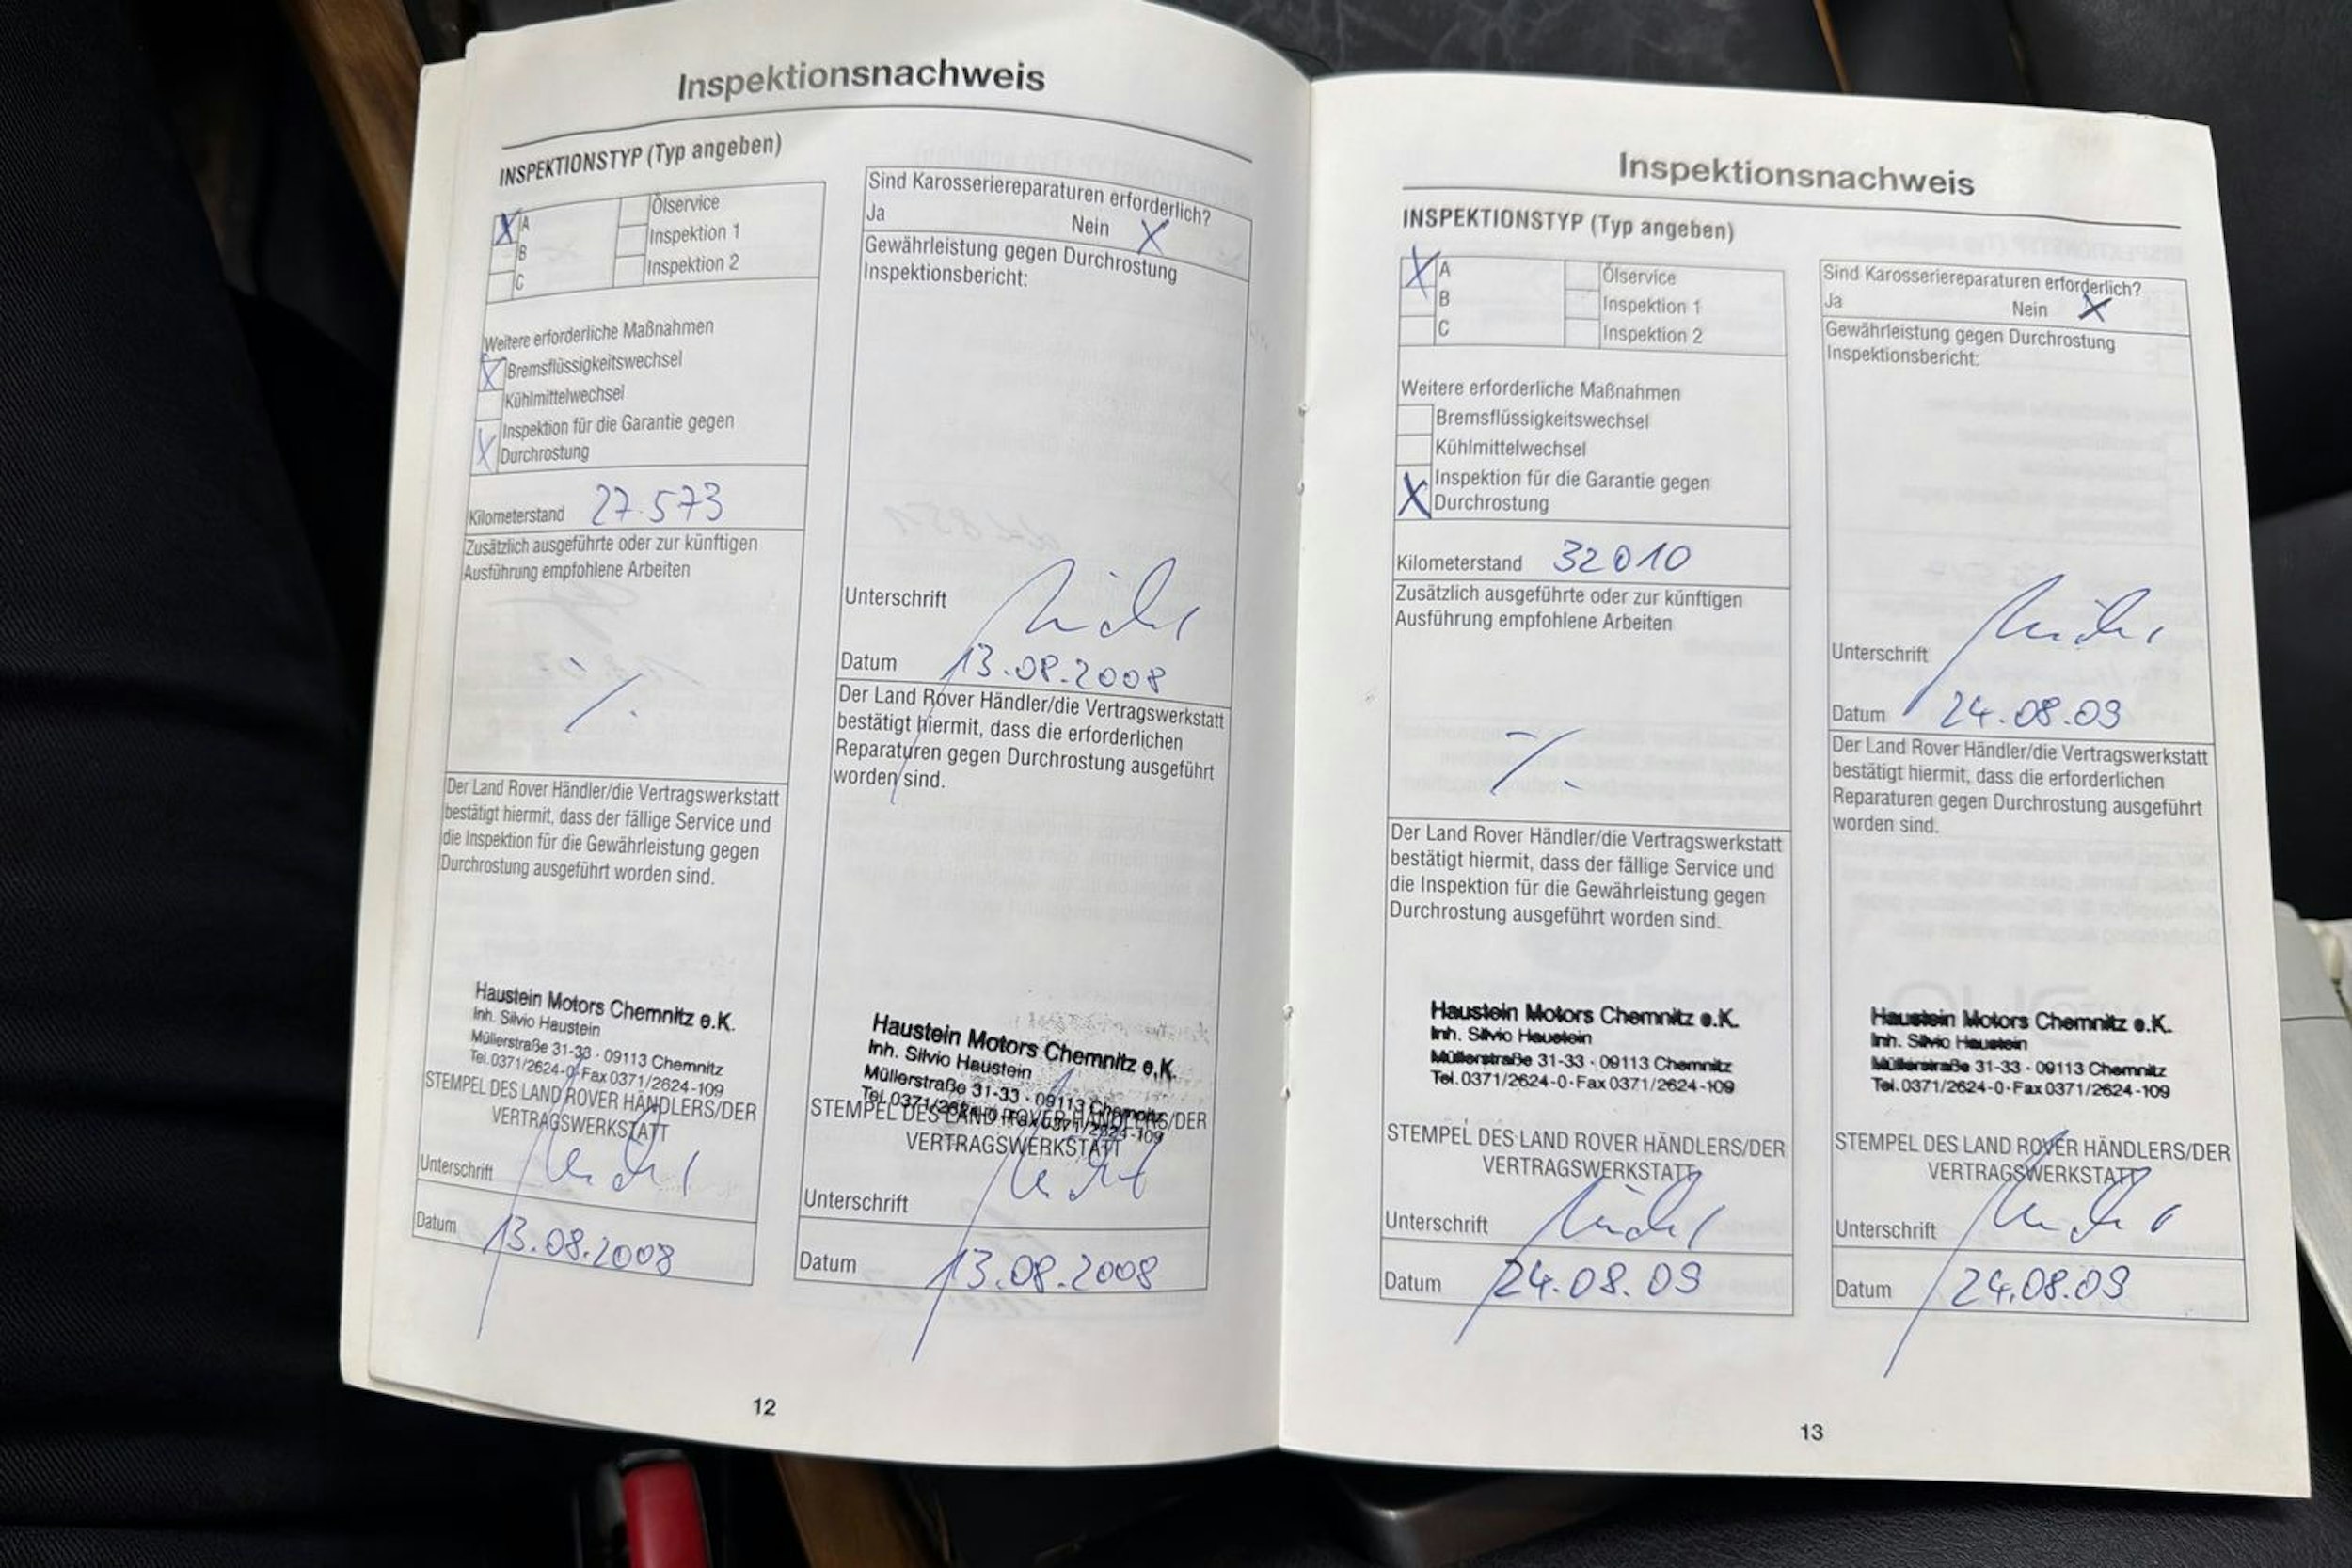 Inspektionsnachweis
INSPEKTIONSTYP (Typ angeben)
X A Ölservice
B Inspektion 1
C Inspektion 2
Weitere erforderliche Maßnahmen
X Bremsflüssigkeitswechsel
Kühlmittelwechsel
X Inspektion für die Garantie gegen
Durchrostung
Kilometerstand 27.573
Zusätzlich ausgeführte oder zur künftigen
Ausführung empfohlene Arbeiten
Der Land Rover Händler/die Vertragswerkstatt
bestätigt hiermit, dass der fällige Service und
die Inspektion für die Gewährleistung gegen
Durchrostung ausgeführt worden sind.
Haustein Motors Chemnitz e.K.
Inh. Silvio Haustein
Müllerstraße 31-33 · 09113 Chemnitz
Tel. 0371/2624-0 · Fax 0371/2624-109
STEMPEL DES LAND ROVER HÄNDLERS/DER
VERTRAGSWERKSTATT
Unterschrift
Datum 13.08.2008
Sind Karosseriereparaturen erforderlich?
Ja Nein X
Gewährleistung gegen Durchrostung
Inspektionsbericht:
Unterschrift
Datum 13.08.2008
Der Land Rover Händler/die Vertragswerkstatt
bestätigt hiermit, dass die erforderlichen
Reparaturen gegen Durchrostung ausgeführt
worden sind.
Haustein Motors Chemnitz e.K.
Inh. Silvio Haustein
Müllerstraße 31-33 · 09113 Chemnitz
Tel. 0371/2624-0 · Fax 0371/2624-109
STEMPEL DES LAND ROVER HÄNDLERS/DER
VERTRAGSWERKSTATT
Unterschrift
Datum 13.08.2008
12
Inspektionsnachweis
INSPEKTIONSTYP (Typ angeben)
X A Ölservice
B Inspektion 1
C Inspektion 2
Weitere erforderliche Maßnahmen
Bremsflüssigkeitswechsel
Kühlmittelwechsel
X Inspektion für die Garantie gegen
Durchrostung
Kilometerstand 32010
Zusätzlich ausgeführte oder zur künftigen
Ausführung empfohlene Arbeiten
Der Land Rover Händler/die Vertragswerkstatt
bestätigt hiermit, dass der fällige Service und
die Inspektion für die Gewährleistung gegen
Durchrostung ausgeführt worden sind.
Haustein Motors Chemnitz e.K.
Inh. Silvio Haustein
Müllerstraße 31-33 · 09113 Chemnitz
Tel. 0371/2624-0 · Fax 0371/2624-109
STEMPEL DES LAND ROVER HÄNDLERS/DER
VERTRAGSWERKSTATT
Unterschrift
Datum 24.08.09
Sind Karosseriereparaturen erforderlich?
Ja Nein X
Gewährleistung gegen Durchrostung
Inspektionsbericht:
Unterschrift
Datum 24.08.09
Der Land Rover Händler/die Vertragswerkstatt
bestätigt hiermit, dass die erforderlichen
Reparaturen gegen Durchrostung ausgeführt
worden sind.
Haustein Motors Chemnitz e.K.
Inh. Silvio Haustein
Müllerstraße 31-33 · 09113 Chemnitz
Tel. 0371/2624-0 · Fax 0371/2624-109
STEMPEL DES LAND ROVER HÄNDLERS/DER
VERTRAGSWERKSTATT
Unterschrift
Datum 24.08.09
13